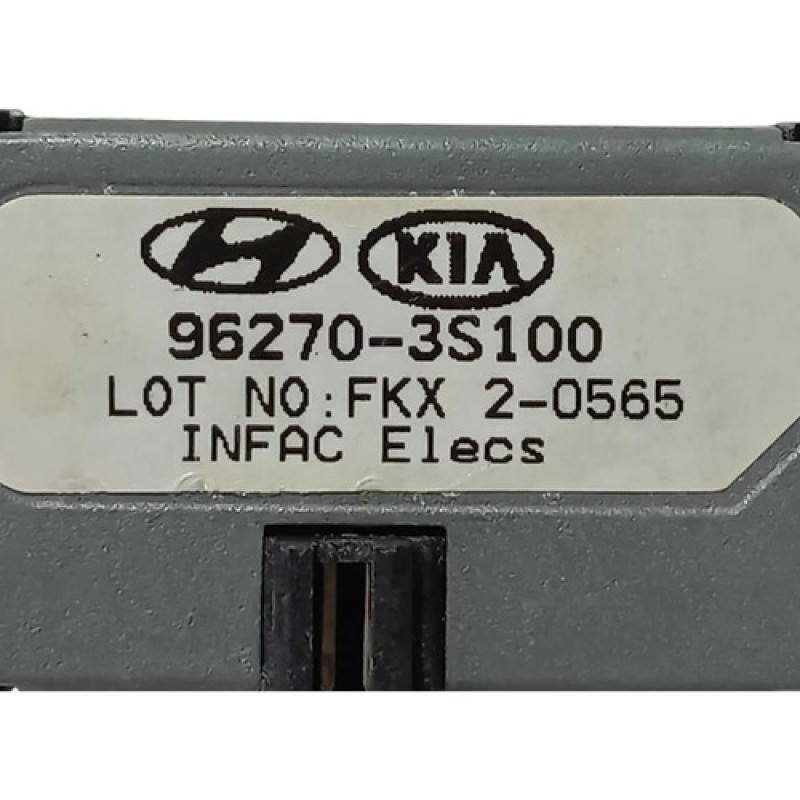 KIA
96270-3S100
LOT NO:FKX 2-0565
INFAC Elecs